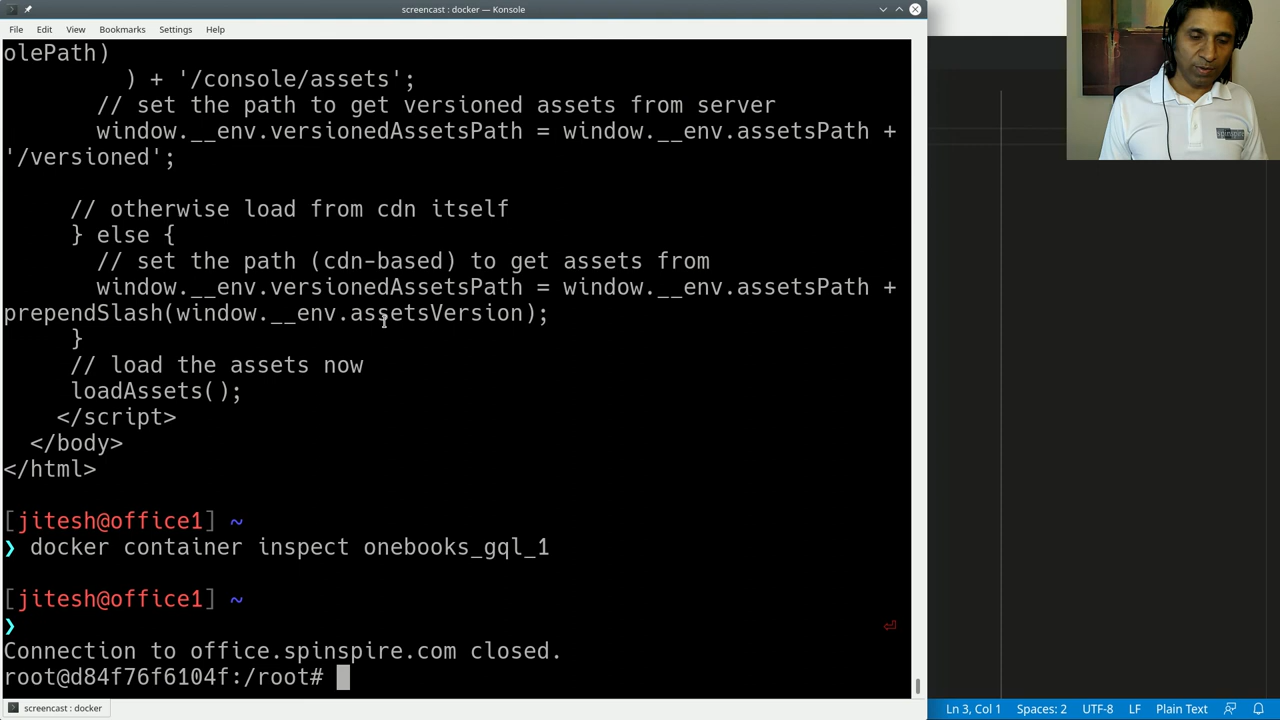 screencast : docker — Konsole
File Edit View Bookmarks Settings Help
olePath)
) + '/console/assets';
// set the path to get versioned assets from server
window.__env.versionedAssetsPath = window.__env.assetsPath +
'/versioned';
// otherwise load from cdn itself
} else {
// set the path (cdn-based) to get assets from
window.__env.versionedAssetsPath = window.__env.assetsPath +
prependSlash(window.__env.assetsVersion);
}
// load the assets now
loadAssets();
</script>
</body>
</html>
[jitesh@office1] ~
❯ docker container inspect onebooks_gql_1
[jitesh@office1] ~
❯
Connection to office.spinspire.com closed.
root@d84f76f6104f:/root#
screencast : docker
Ln 3, Col 1 Spaces: 2 UTF-8 LF Plain Text
spinspire